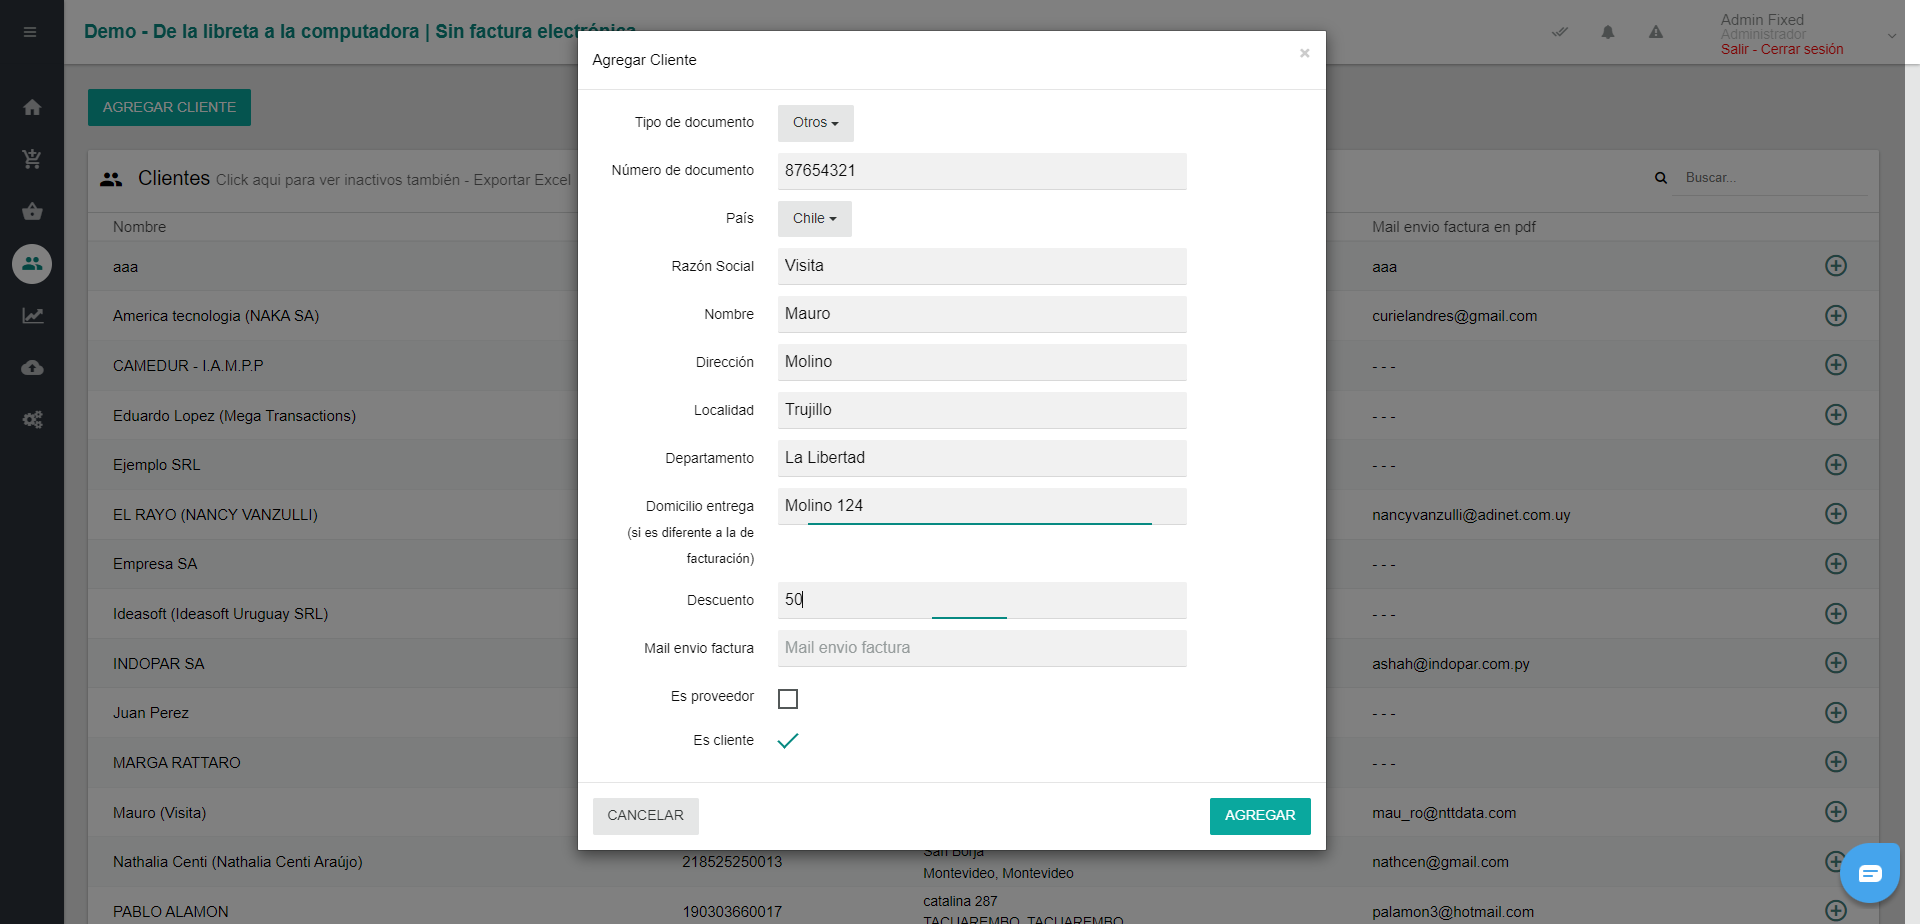 Demo - De la libreta a la computadora | Sin factura electrónica
Admin Fixed
Administrador
Salir - Cerrar sesión
AGREGAR CLIENTE
Clientes Click aqui para ver inactivos también - Exportar Excel
Buscar...
Nombre
Mail envio factura en pdf
aaa
aaa
America tecnologia (NAKA SA)
curielandres@gmail.com
CAMEDUR - I.A.M.P.P
- - -
Eduardo Lopez (Mega Transactions)
- - -
Ejemplo SRL
- - -
EL RAYO (NANCY VANZULLI)
nancyvanzulli@adinet.com.uy
Empresa SA
- - -
Ideasoft (Ideasoft Uruguay SRL)
- - -
INDOPAR SA
ashah@indopar.com.py
Juan Perez
- - -
MARGA RATTARO
- - -
Mauro (Visita)
mau_ro@nttdata.com
Nathalia Centi (Nathalia Centi Araújo)
218525250013
San Borja
Montevideo, Montevideo
nathcen@gmail.com
PABLO ALAMON
190303660017
catalina 287
TACUAREMBO, TACUAREMBO
palamon3@hotmail.com
Agregar Cliente
×
Tipo de documento
Otros
Número de documento
87654321
País
Chile
Razón Social
Visita
Nombre
Mauro
Dirección
Molino
Localidad
Trujillo
Departamento
La Libertad
Domicilio entrega
(si es diferente a la de
facturación)
Molino 124
Descuento
50
Mail envio factura
Mail envio factura
Es proveedor
Es cliente
CANCELAR
AGREGAR